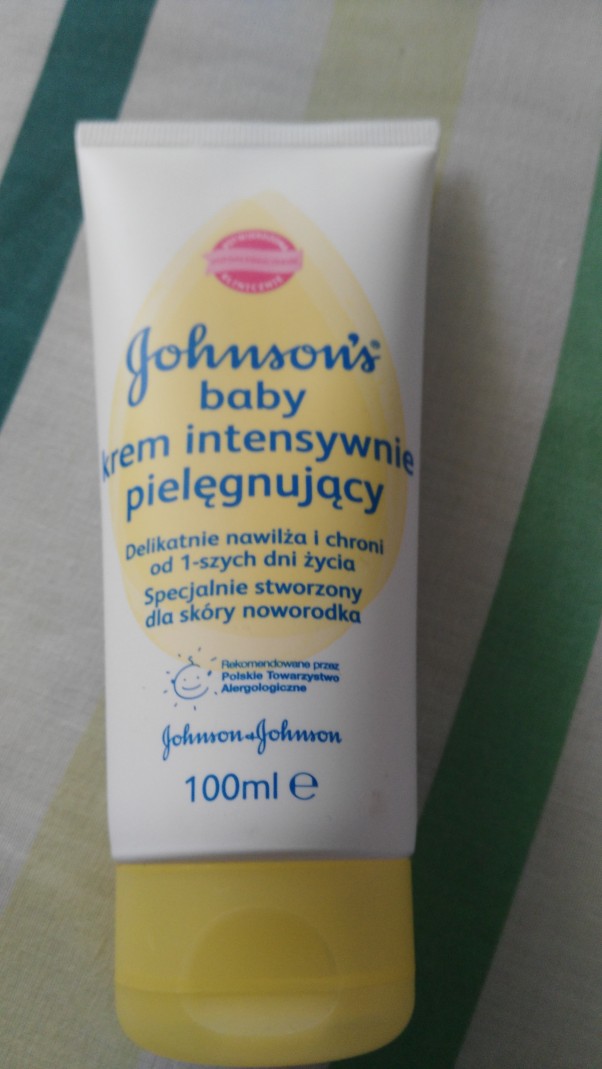 KLINICZNIE
Johnson's®
baby
krem intensywnie
pielęgnujący
Delikatnie nawilża i chroni
od 1-szych dni życia
Specjalnie stworzony
dla skóry noworodka
Rekomendowane przez
Polskie Towarzystwo
Alergologiczne
Johnson & Johnson
100ml e